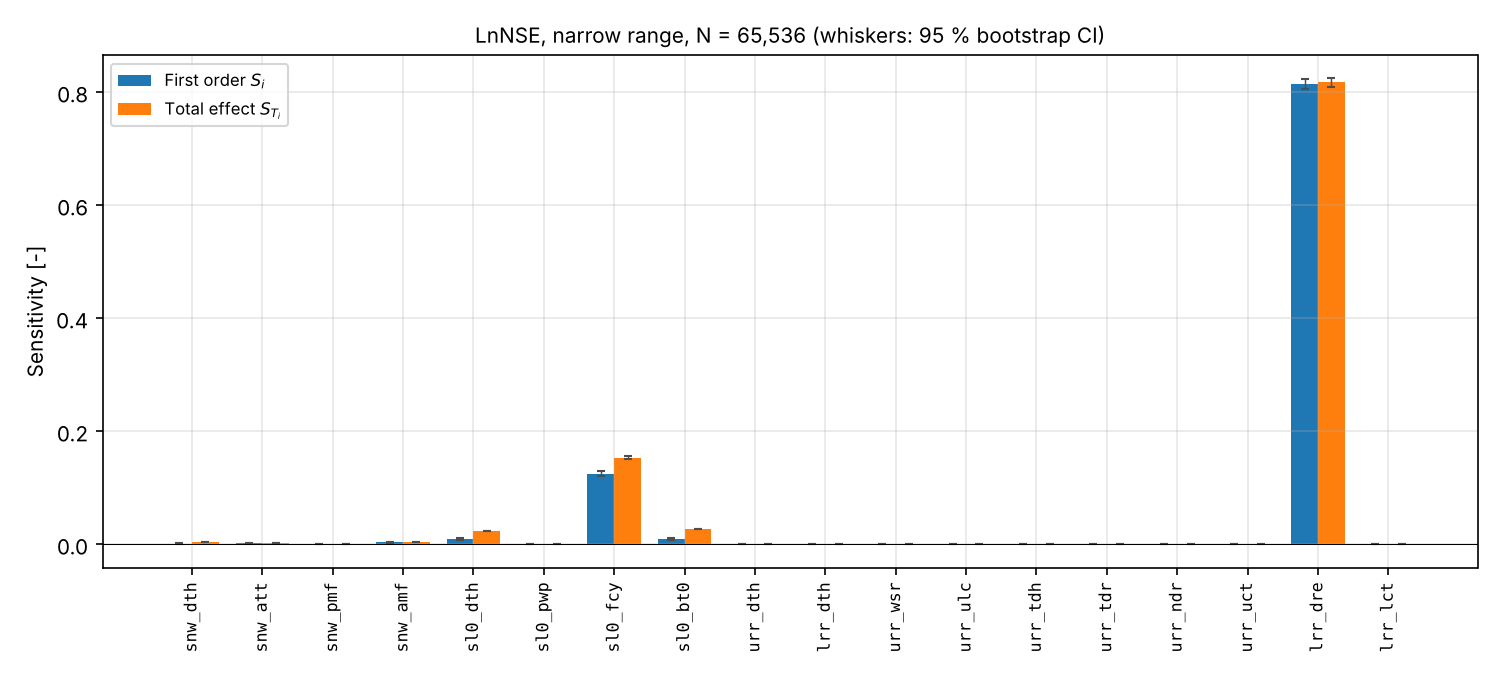 LnNSE, narrow range, N = 65,536 (whiskers: 95 % bootstrap CI)
First order Si
Total effect STi
Sensitivity [-]
0.8
0.6
0.4
0.2
0.0
snw_dth
snw_att
snw_pmf
snw_amf
sl0_dth
sl0_pwp
sl0_fcy
sl0_bt0
urr_dth
lrr_dth
urr_wsr
urr_ulc
urr_tdh
urr_tdr
urr_ndr
urr_uct
lrr_dre
lrr_lct